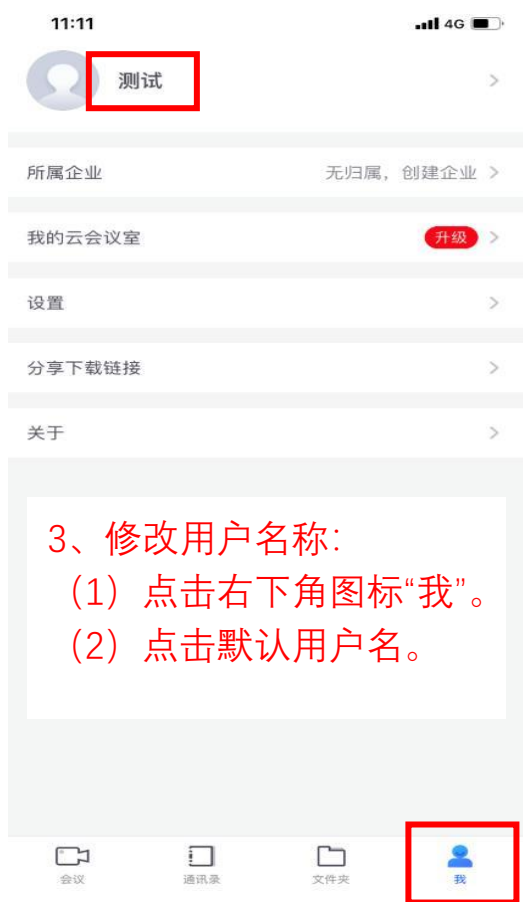 11:11 4G
测试
所属企业 无归属，创建企业
我的云会议室 升级
设置
分享下载链接
关于
3、修改用户名称：
（1）点击右下角图标“我”。
（2）点击默认用户名。
会议 通讯录 文件夹 我